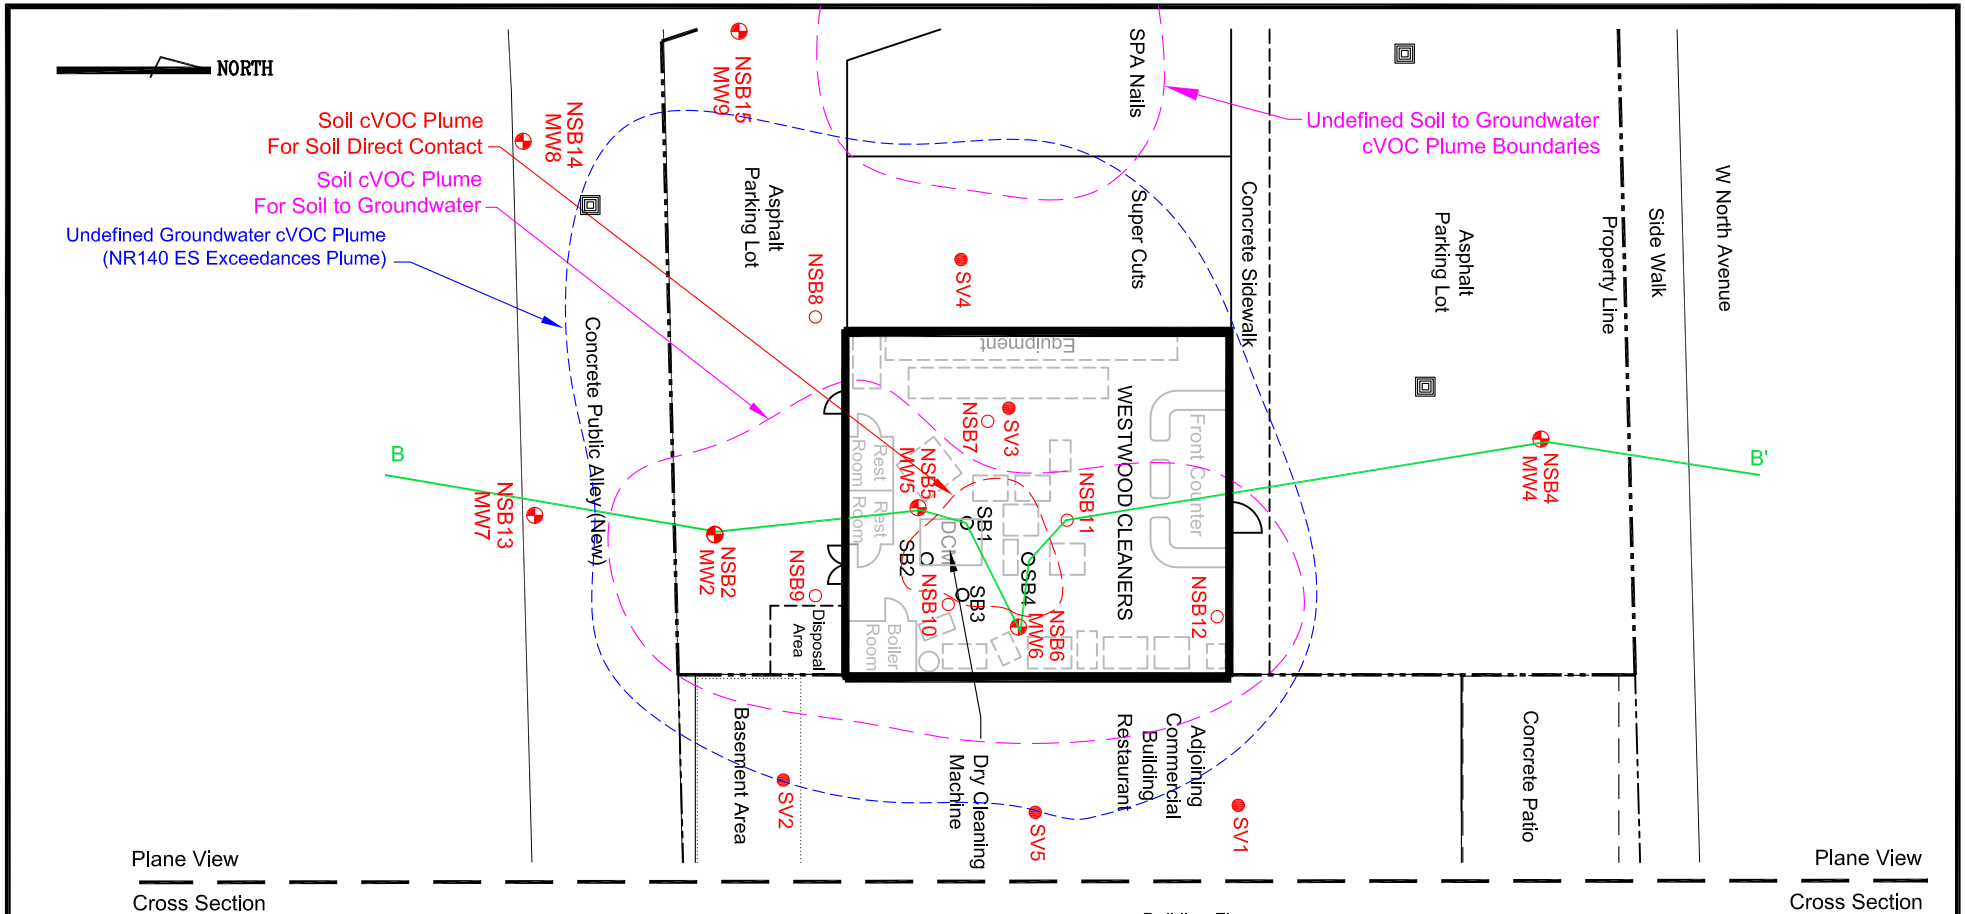 NORTH
Soil cVOC Plume
For Soil Direct Contact
Soil cVOC Plume
For Soil to Groundwater
Undefined Groundwater cVOC Plume
(NR140 ES Exceedances Plume)
Undefined Soil to Groundwater
cVOC Plume Boundaries
NSB15
MW9
NSB14
MW8
Asphalt
Parking Lot
NSB8
SV4
SPA Nails
Super Cuts
Concrete Sidewalk
Asphalt
Parking Lot
Property Line
Side Walk
W North Avenue
Concrete Public Alley (New)
B
B'
NSB13
MW7
NSB2
MW2
NSB9
Disposal
Area
Equipment
WESTWOOD CLEANERS
Front Counter
Rest
Room
Rest
Room
Boiler
Room
NSB7
SV3
NSB5
MW5
SB1
DCM
SB2
NSB10
SB3
SB4
NSB6
MW6
NSB11
NSB12
NSB4
MW4
Basement Area
SV2
Dry Cleaning
Machine
SV5
Adjoining
Commercial
Building
Restaurant
SV1
Concrete Patio
Plane View
Plane View
Cross Section
Cross Section